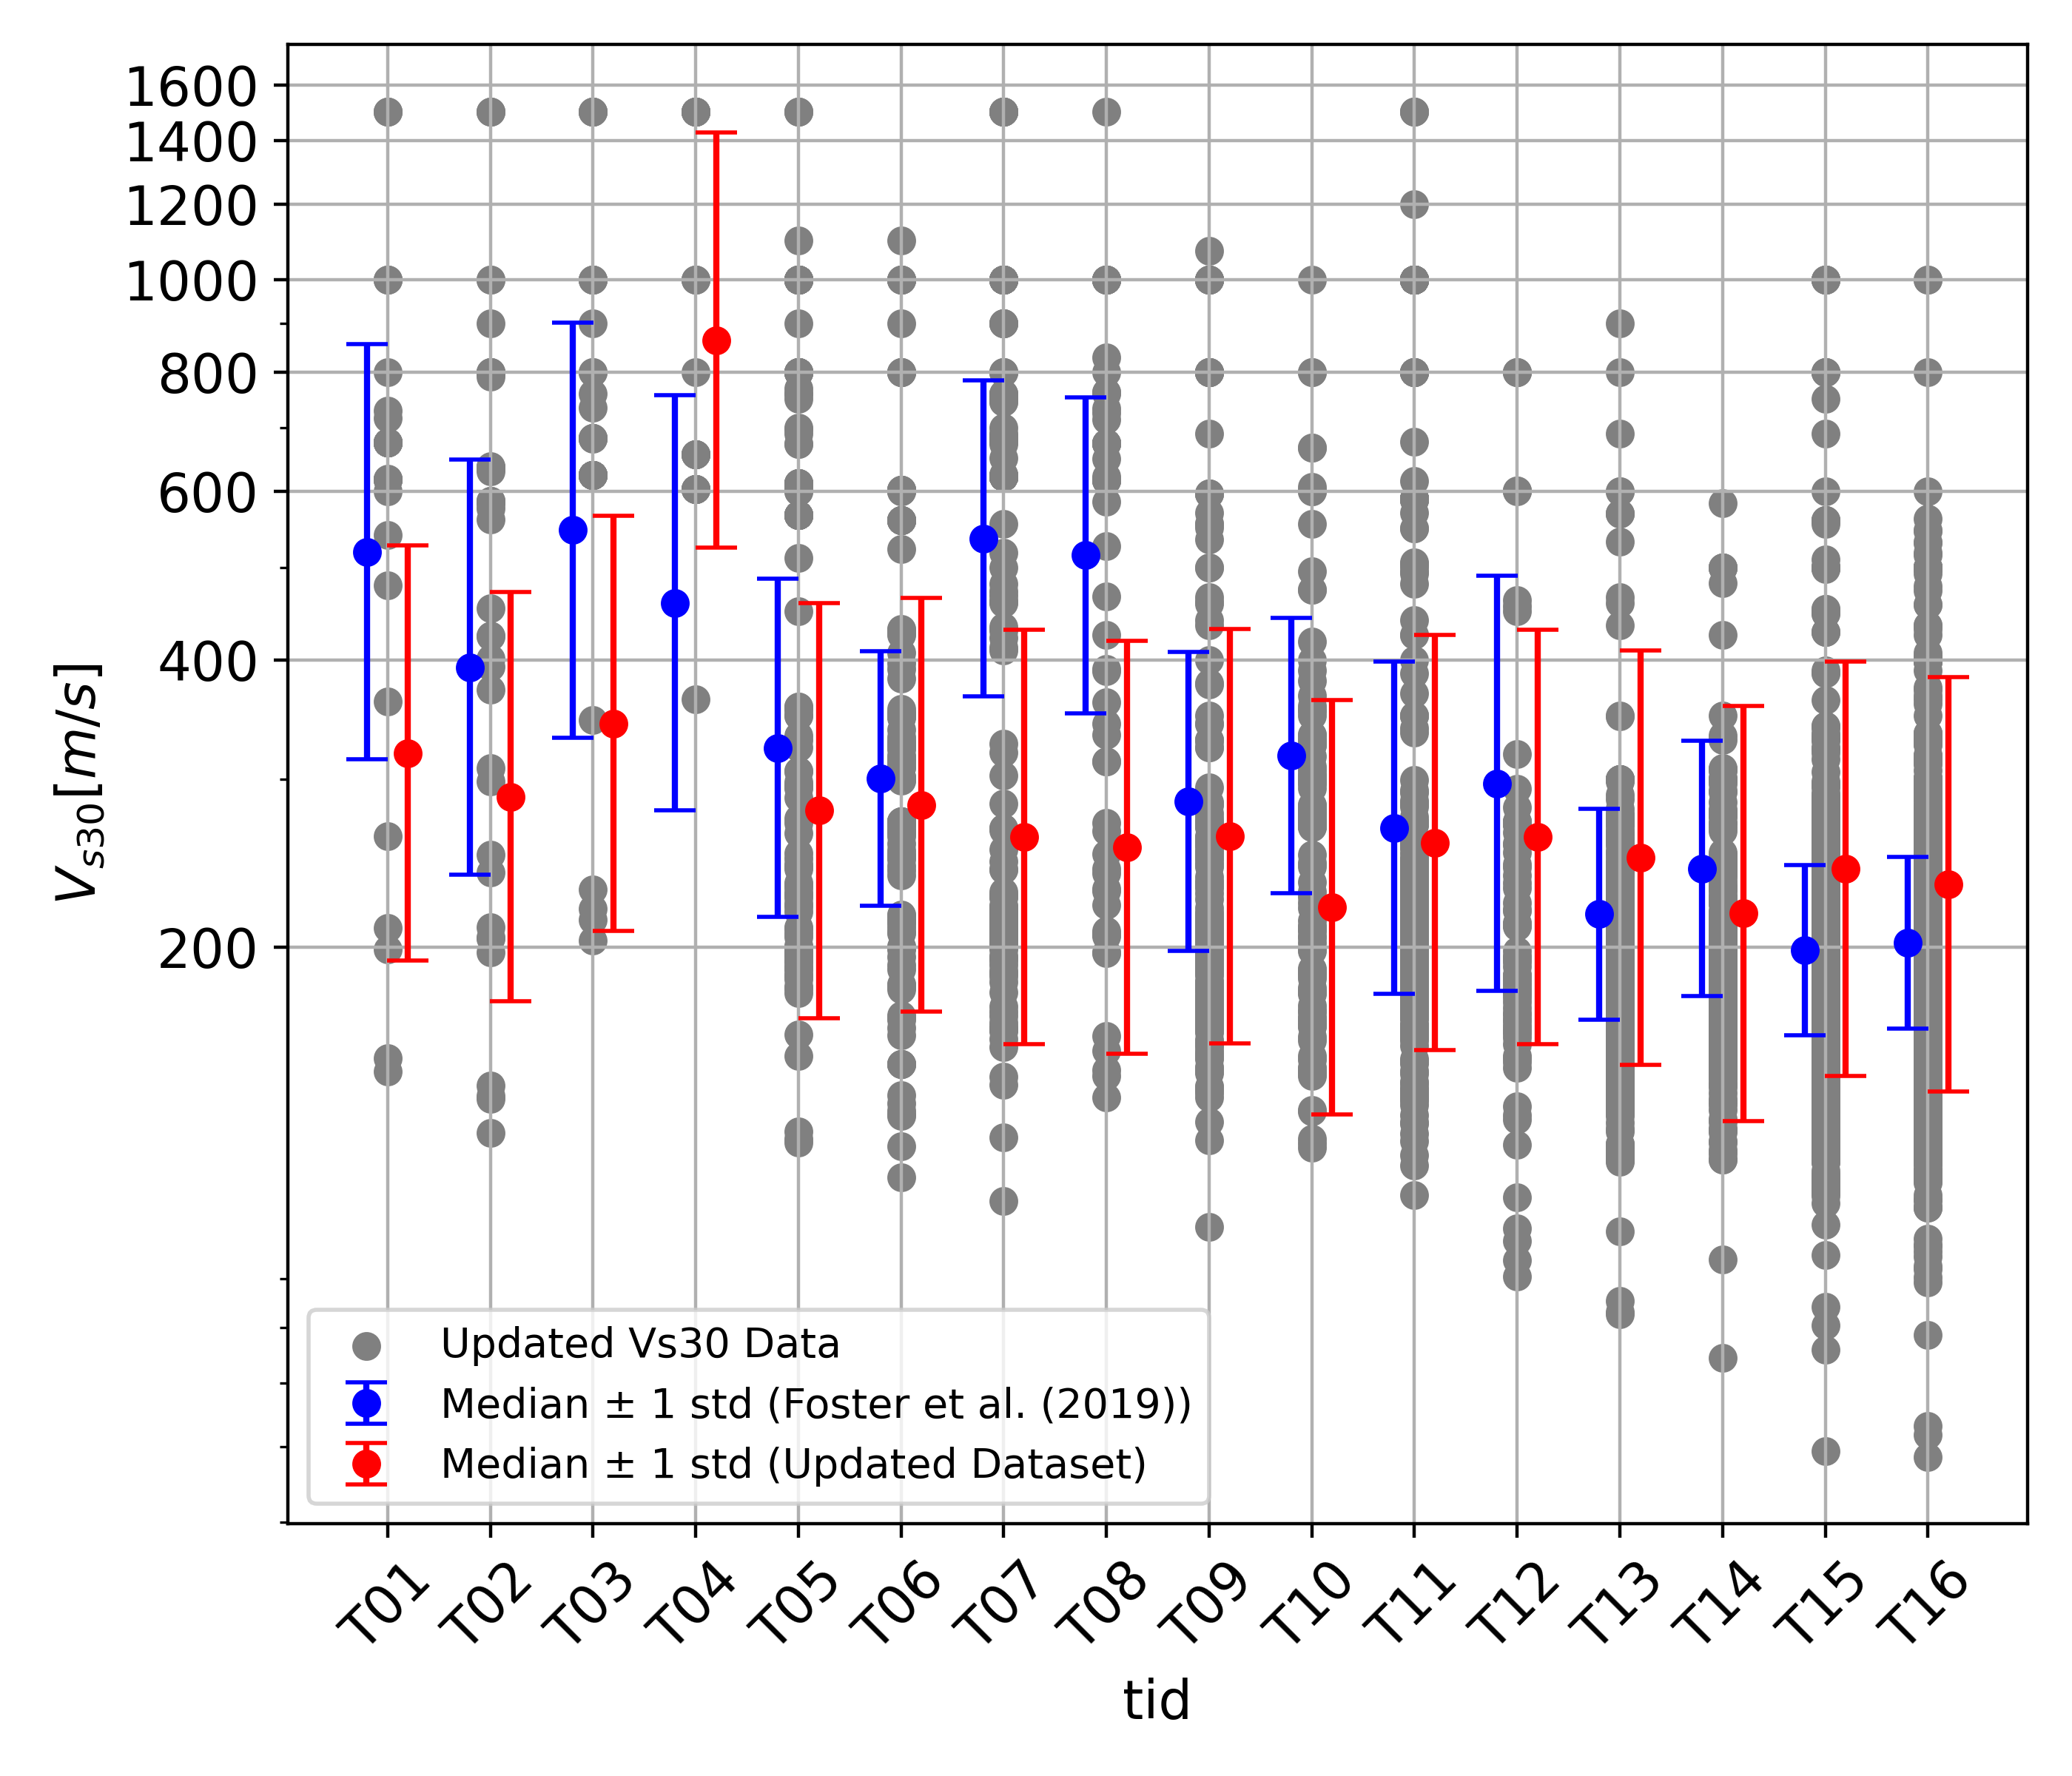 1600
1400
1200
1000
800
600
400
200
V_{s30}[m/s]
Updated Vs30 Data
Median ± 1 std (Foster et al. (2019))
Median ± 1 std (Updated Dataset)
T01 T02 T03 T04 T05 T06 T07 T08 T09 T10 T11 T12 T13 T14 T15 T16
tid